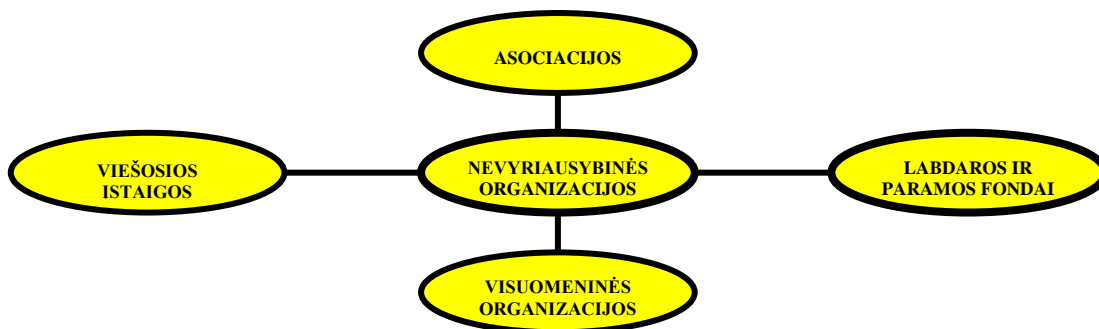 ASOCIACIJOS
VIEŠOSIOS
ISTAIGOS
NEVYRIAUSYBINĖS
ORGANIZACIJOS
LABDAROS IR
PARAMOS FONDAI
VISUOMENINĖS
ORGANIZACIJOS